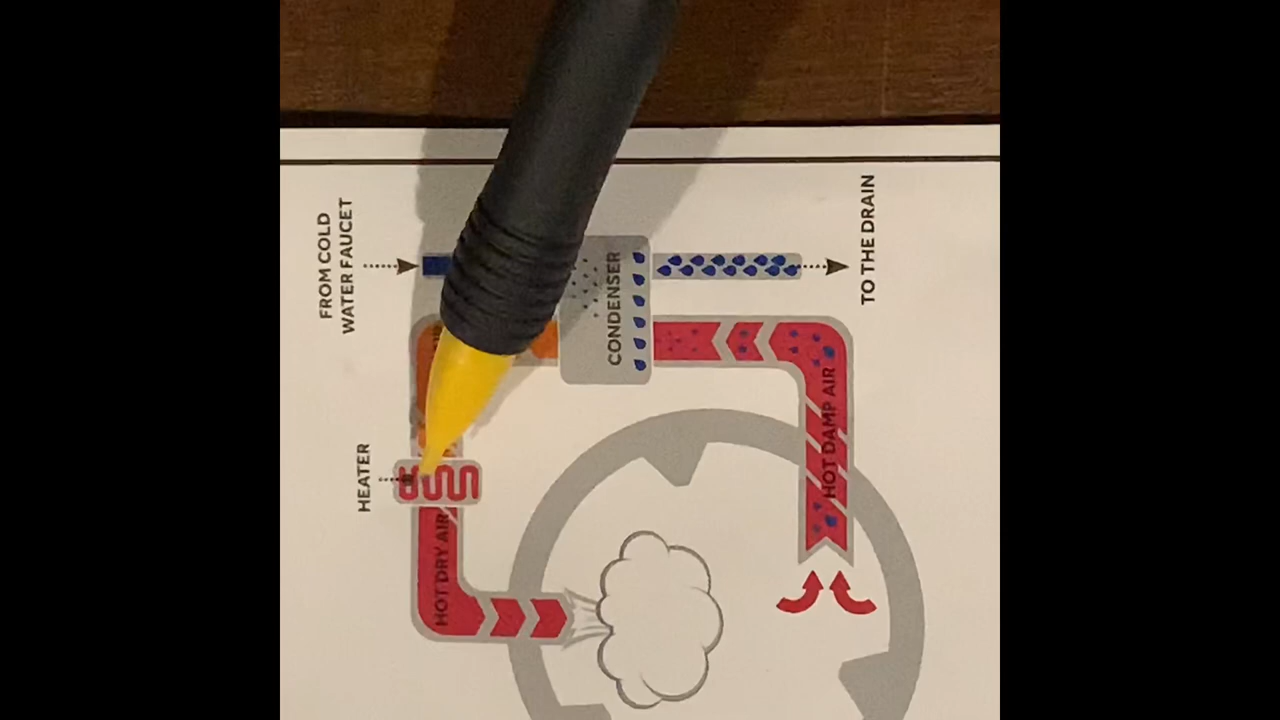 FROM COLD
WATER FAUCET
HEATER
HOT DRY AIR
CONDENSER
HOT DAMP AIR
TO THE DRAIN